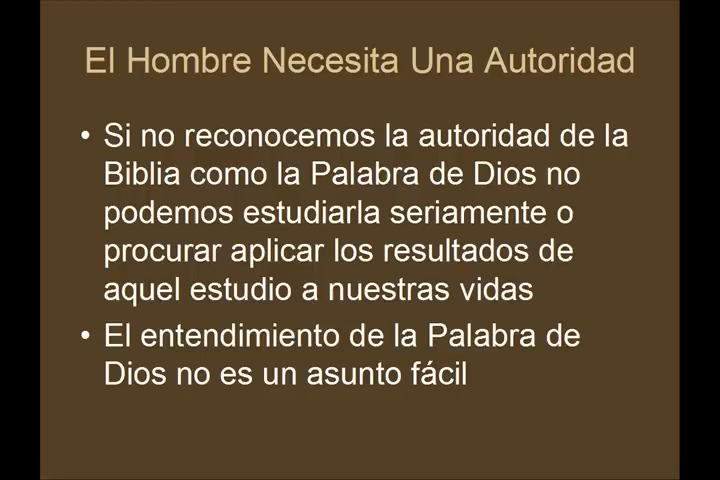 El Hombre Necesita Una Autoridad
• Si no reconocemos la autoridad de la
Biblia como la Palabra de Dios no
podemos estudiarla seriamente o
procurar aplicar los resultados de
aquel estudio a nuestras vidas
• El entendimiento de la Palabra de
Dios no es un asunto fácil